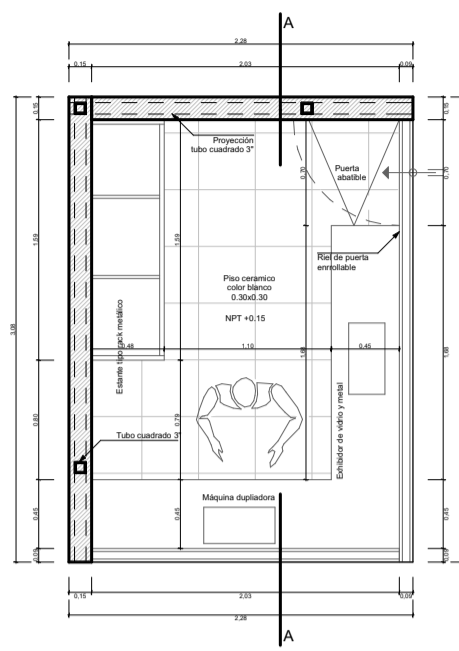 A
2,28
0,15
2,03
0,09
0,15
0,15
Proyección
tubo cuadrado 3"
0,70
Puerta
abatible
0,70
1,59
1,59
Riel de puerta
enrrollable
Piso ceramico
color blanco
0.30x0.30
NPT +0.15
3,08
Estante tipo rack metálico
0,48
1,10
0,45
1,68
1,68
0,80
0,79
Exhibidor de vidrio y metal
Tubo cuadrado 3"
Máquina dupliadora
0,45
0,45
0,45
0,09
0,09
0,15
2,03
0,09
2,28
A